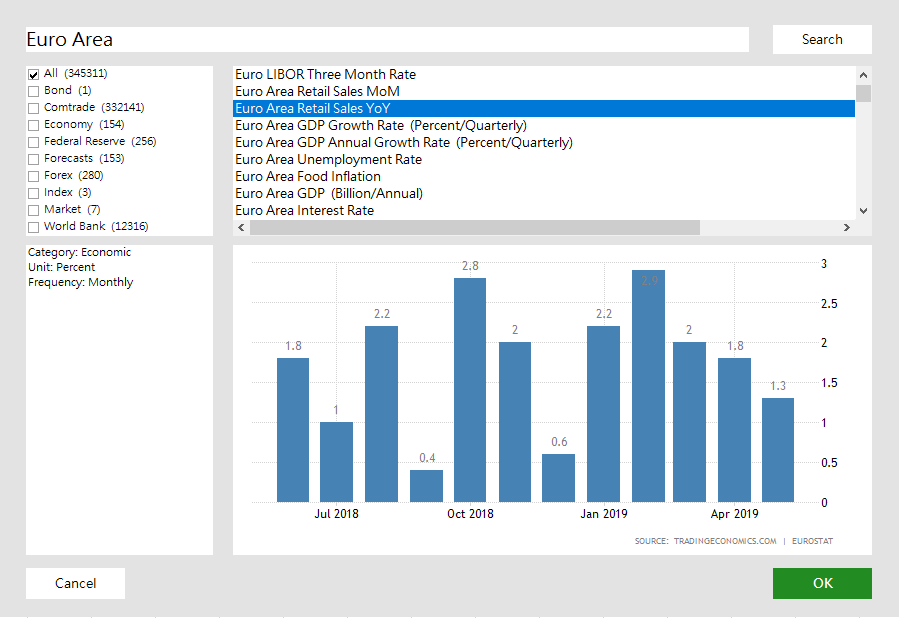 Euro Area
Search
All (345311)
Bond (1)
Comtrade (332141)
Economy (154)
Federal Reserve (256)
Forecasts (153)
Forex (280)
Index (3)
Market (7)
World Bank (12316)
Euro LIBOR Three Month Rate
Euro Area Retail Sales MoM
Euro Area Retail Sales YoY
Euro Area GDP Growth Rate (Percent/Quarterly)
Euro Area GDP Annual Growth Rate (Percent/Quarterly)
Euro Area Unemployment Rate
Euro Area Food Inflation
Euro Area GDP (Billion/Annual)
Euro Area Interest Rate
Category: Economic
Unit: Percent
Frequency: Monthly
1.8
1
2.2
0.4
2.8
2
0.6
2.2
2.9
2
1.8
1.3
3
2.5
2
1.5
1
0.5
0
Jul 2018
Oct 2018
Jan 2019
Apr 2019
SOURCE: TRADINGECONOMICS.COM | EUROSTAT
Cancel
OK